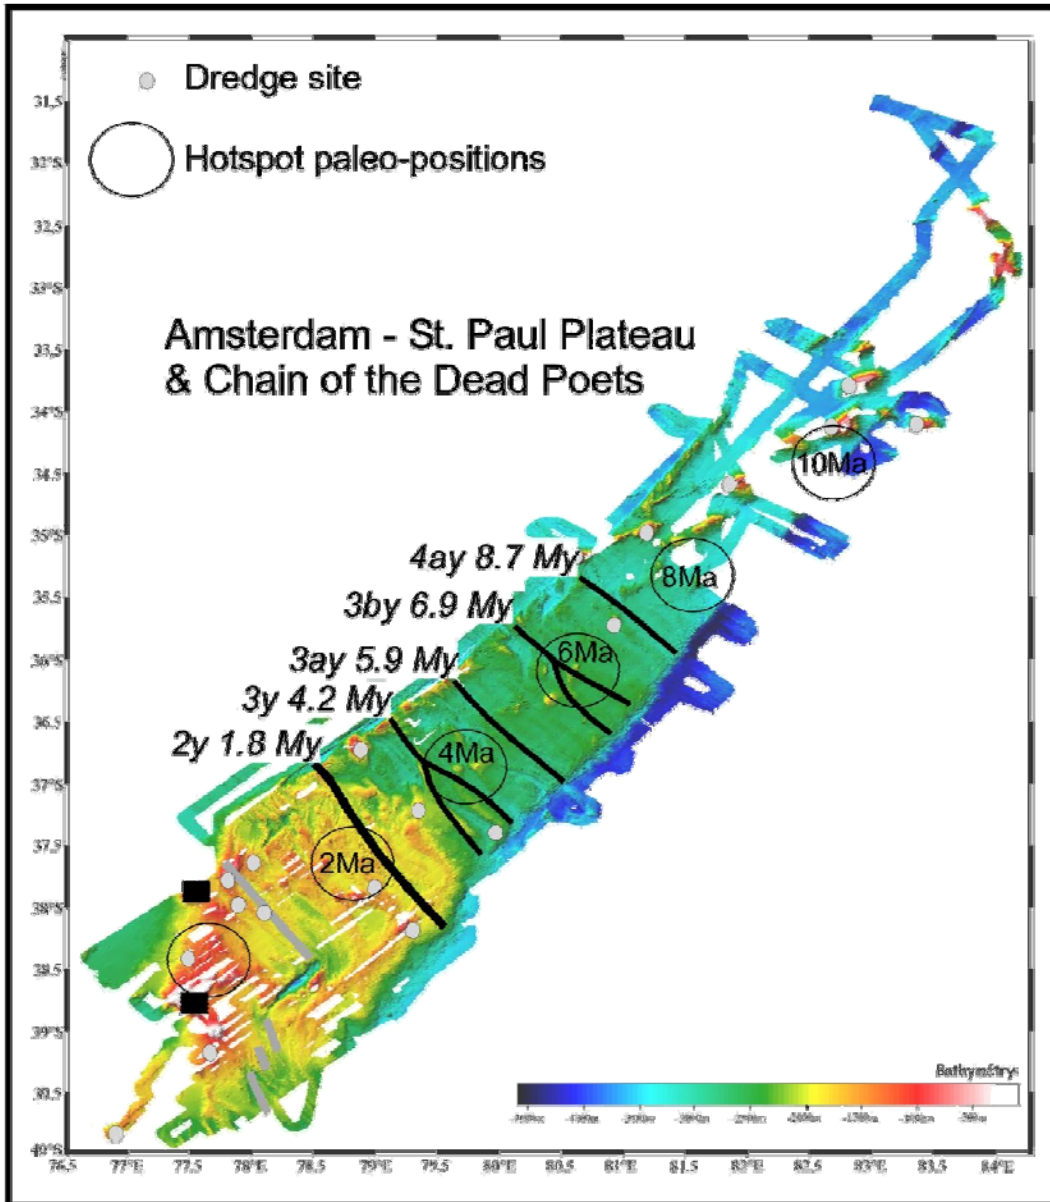 Dredge site
Hotspot paleo-positions
Amsterdam - St. Paul Plateau
& Chain of the Dead Poets
10Ma
4ay 8.7 My
8Ma
3by 6.9 My
6Ma
3ay 5.9 My
3y 4.2 My
4Ma
2y 1.8 My
2Ma
31.5
32°S
32.5
33°S
33.5
34°S
34.5
35°S
35.5
36°S
36.5
37°S
37.5
38°S
38.5
39°S
39.5
40°S
76.5 77°E 77.5 78°E 78.5 79°E 79.5 80°E 80.5 81°E 81.5 82°E 82.5 83°E 83.5 84°E